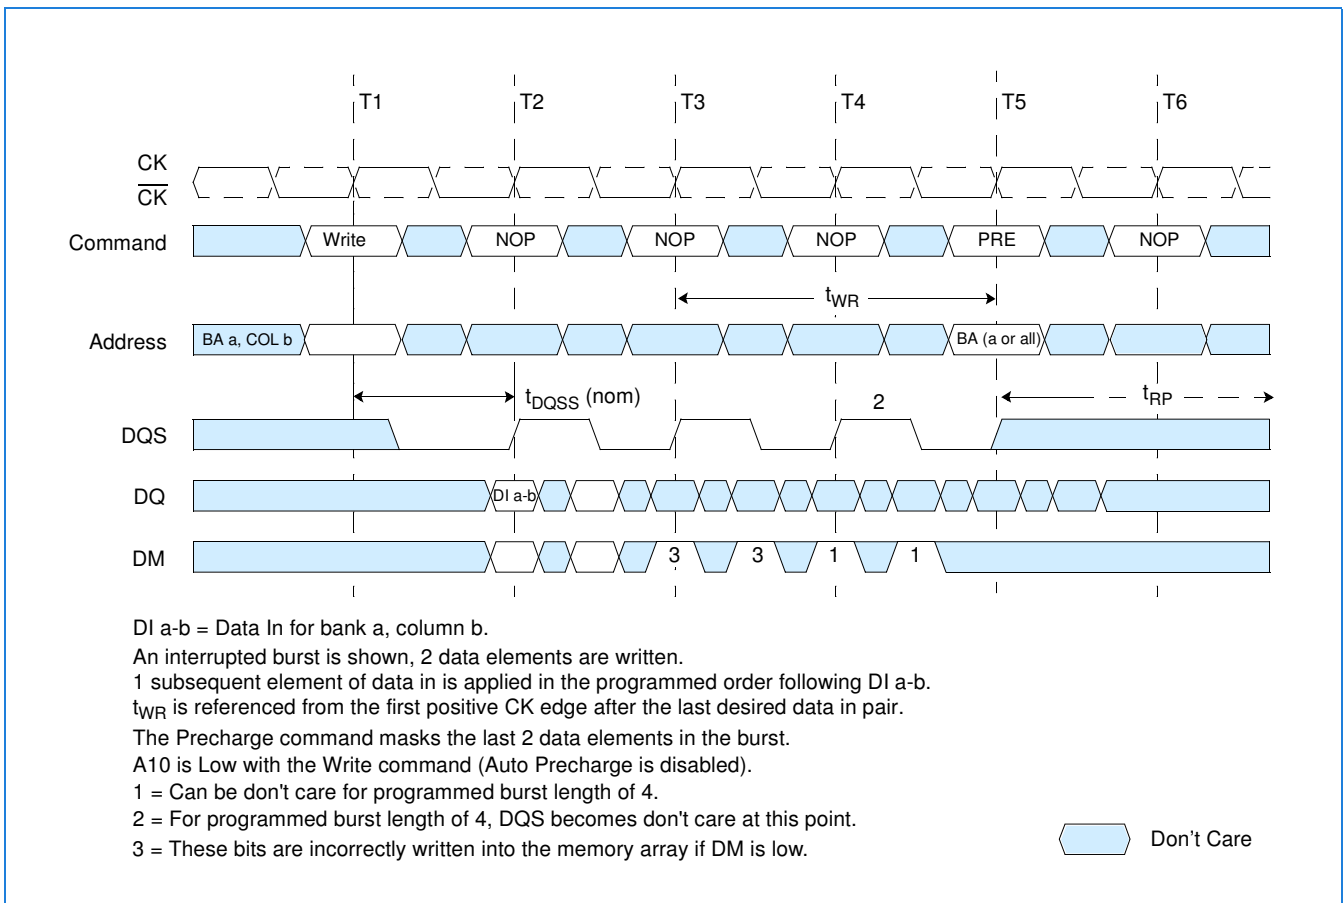 T1 T2 T3 T4 T5 T6
CK
CK
Command Write NOP NOP NOP PRE NOP
tWR
Address BA a, COL b BA (a or all)
tDQSS (nom) 2 tRP
DQS
DQ DI a-b
DM 3 3 1 1
DI a-b = Data In for bank a, column b.
An interrupted burst is shown, 2 data elements are written.
1 subsequent element of data in is applied in the programmed order following DI a-b.
tWR is referenced from the first positive CK edge after the last desired data in pair.
The Precharge command masks the last 2 data elements in the burst.
A10 is Low with the Write command (Auto Precharge is disabled).
1 = Can be don't care for programmed burst length of 4.
2 = For programmed burst length of 4, DQS becomes don't care at this point.
3 = These bits are incorrectly written into the memory array if DM is low.
Don’t Care